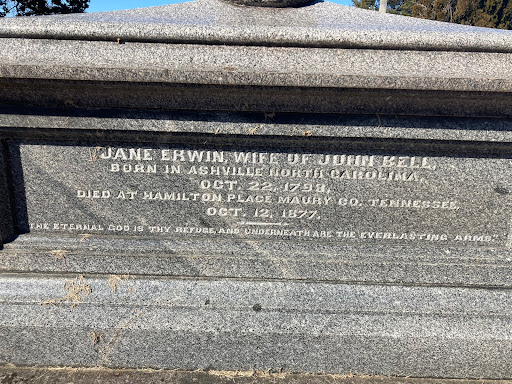 JANE ERWIN, WIFE OF JOHN BELL,
BORN IN ASHVILLE NORTH CAROLINA,
OCT. 22, 1798,
DIED AT HAMILTON PLACE MAURY CO. TENNESSEE,
OCT. 12, 1877.
"THE ETERNAL GOD IS THY REFUGE, AND UNDERNEATH ARE THE EVERLASTING ARMS."